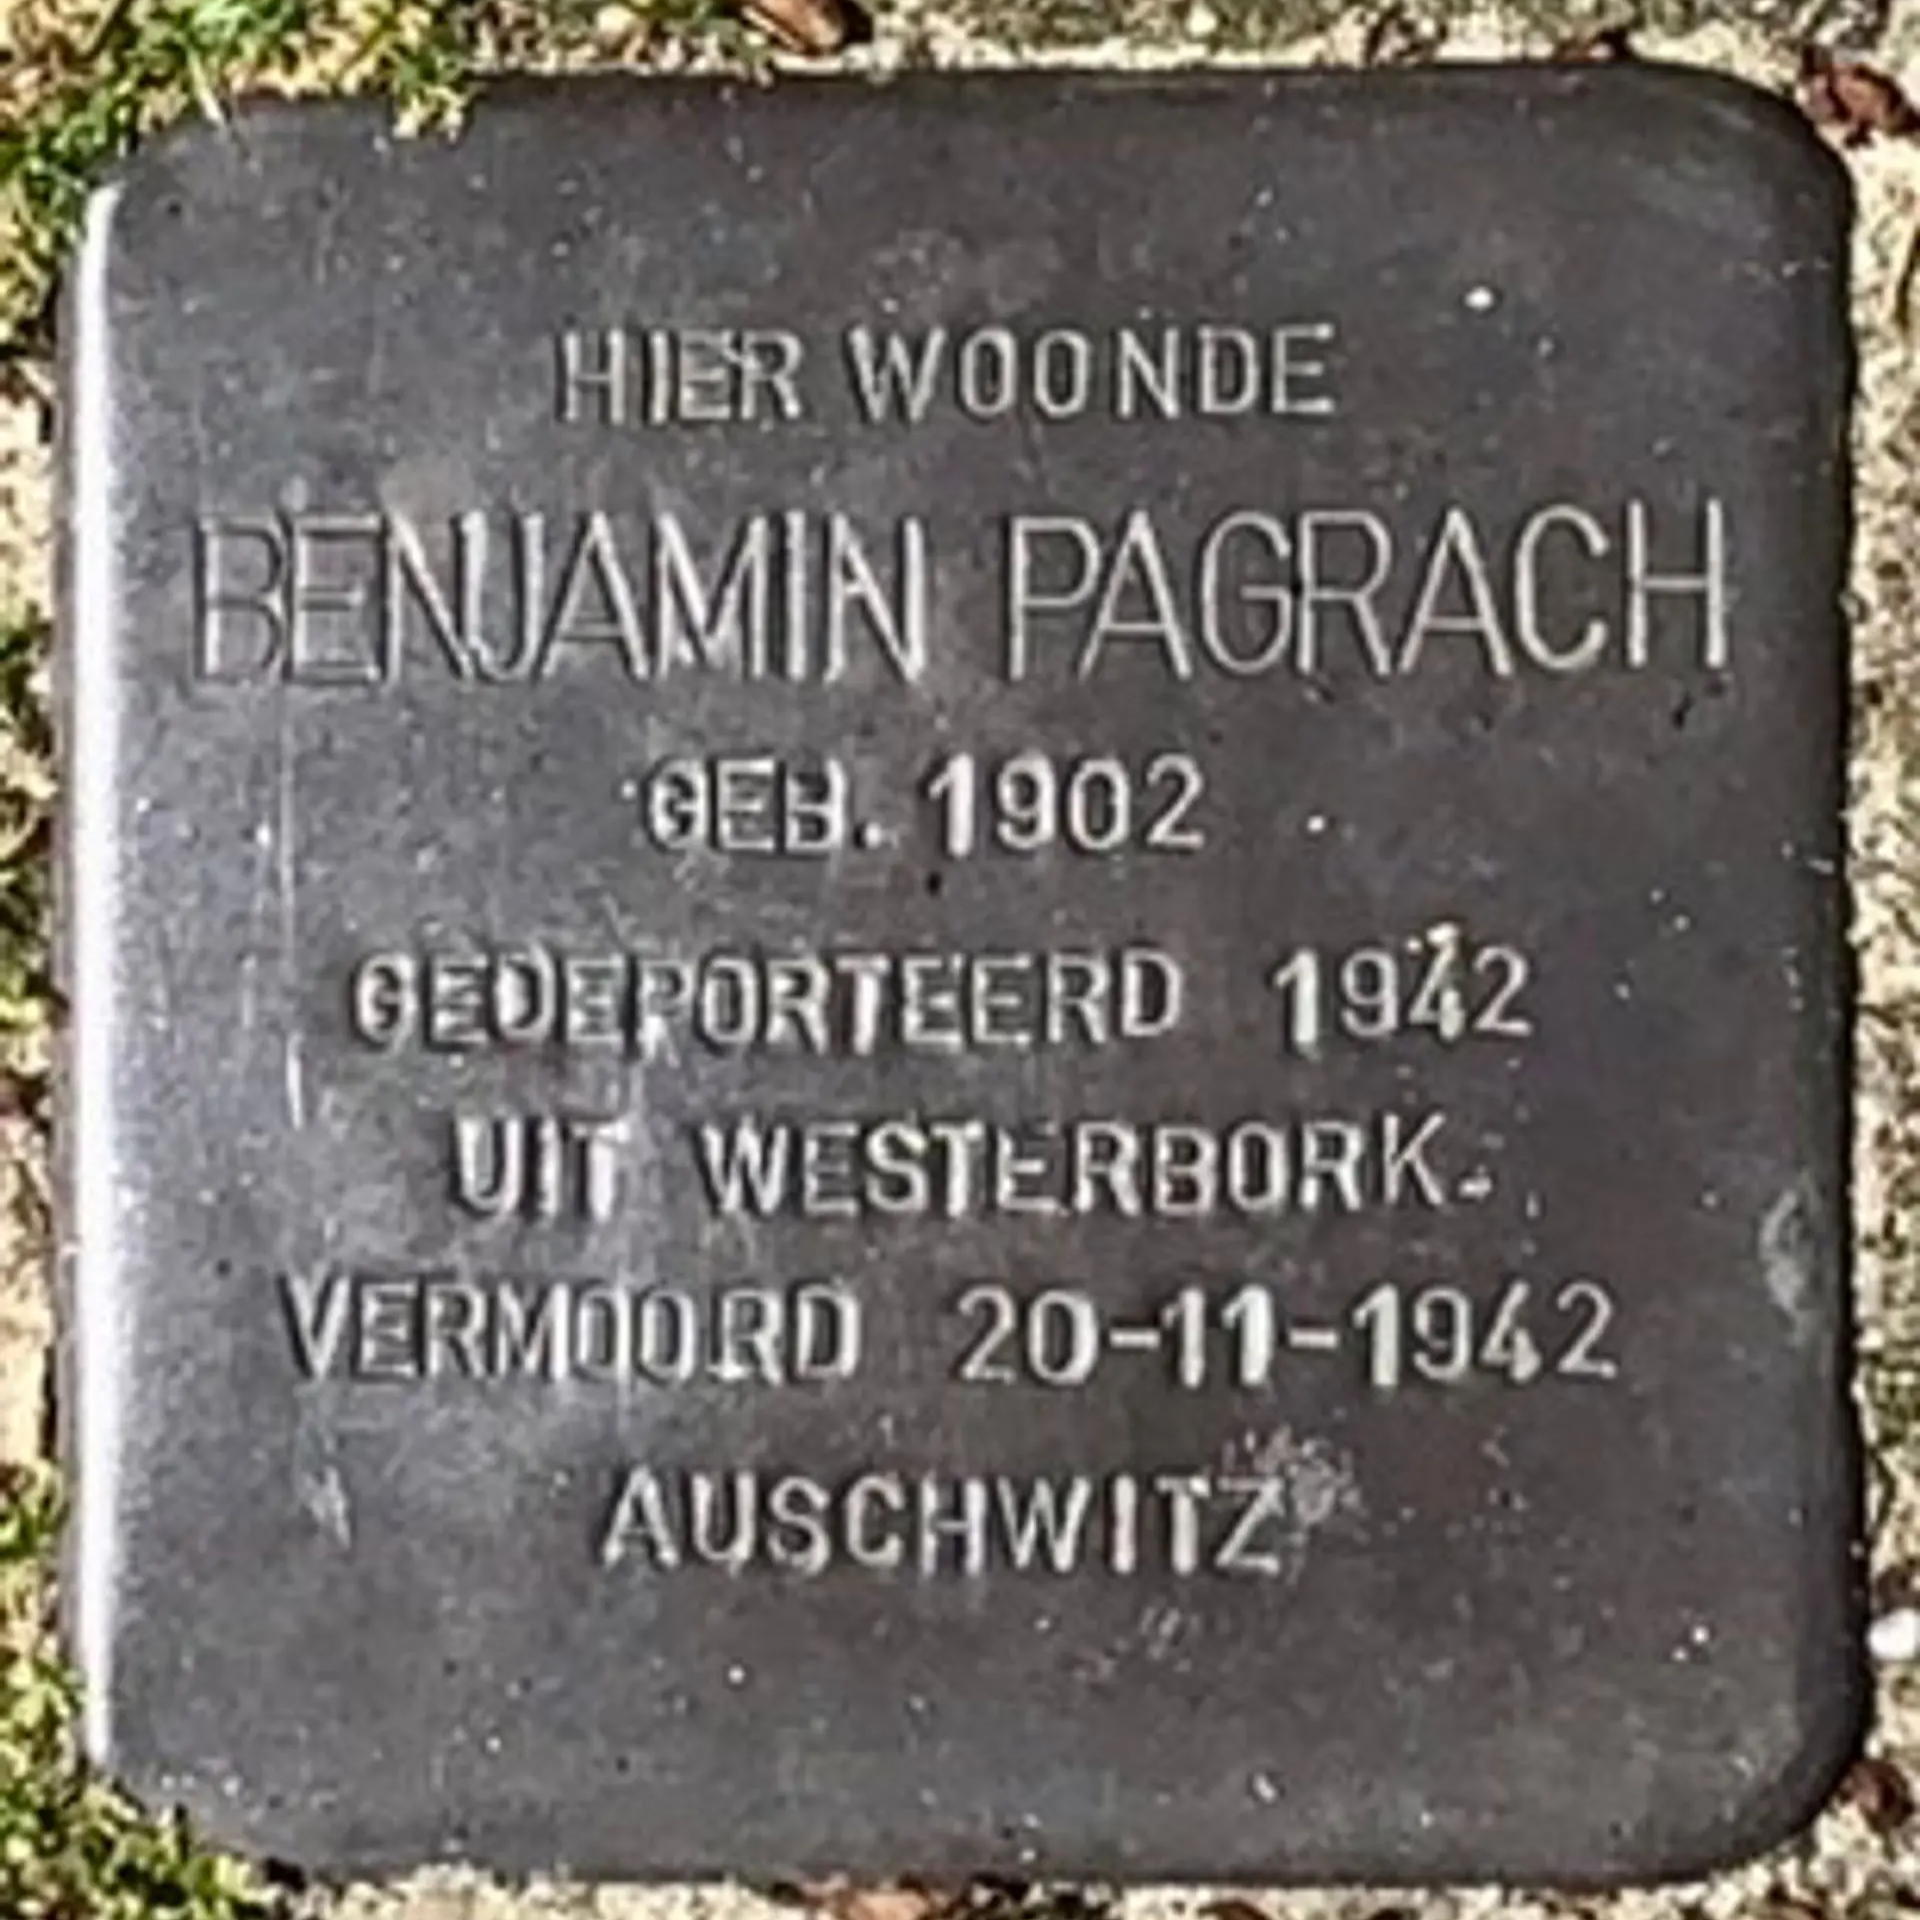 HIER WOONDE
BENJAMIN PAGRACH
GEB. 1902
GEDEPORTEERD 1942
UIT WESTERBORK
VERMOORD 20-11-1942
AUSCHWITZ